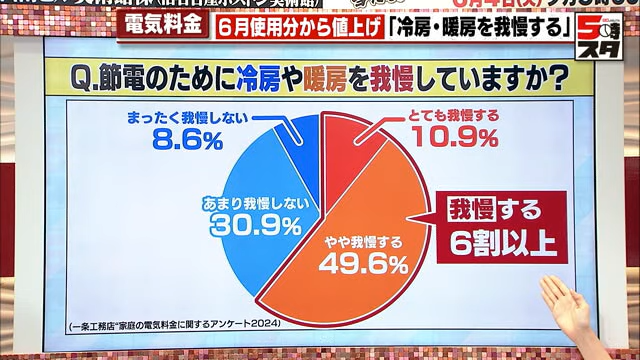 電気料金 6月使用分から値上げ「冷房・暖房を我慢する」
5時スタ
Q.節電のために冷房や暖房を我慢していますか?
まったく我慢しない
8.6%
とても我慢する
10.9%
あまり我慢しない
30.9%
やや我慢する
49.6%
我慢する
6割以上
(一条工務店“家庭の電気料金に関するアンケート2024)